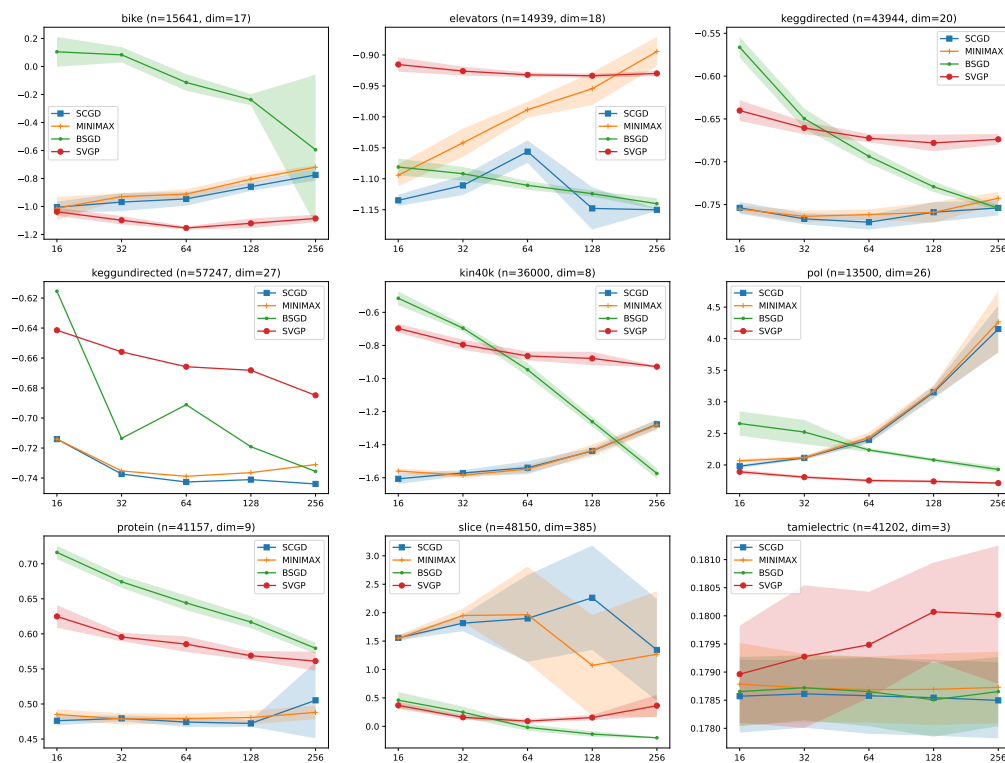 bike (n=15641, dim=17)
0.2
0.0
−0.2
−0.4
−0.6
−0.8
−1.0
−1.2
SCGD
MINIMAX
BSGD
SVGP
16 32 64 128 256
elevators (n=14939, dim=18)
−0.90
−0.95
−1.00
−1.05
−1.10
−1.15
SCGD
MINIMAX
BSGD
SVGP
16 32 64 128 256
keggdirected (n=43944, dim=20)
−0.55
−0.60
−0.65
−0.70
−0.75
SCGD
MINIMAX
BSGD
SVGP
16 32 64 128 256
keggundirected (n=57247, dim=27)
−0.62
−0.64
−0.66
−0.68
−0.70
−0.72
−0.74
SCGD
MINIMAX
BSGD
SVGP
16 32 64 128 256
kin40k (n=36000, dim=8)
−0.6
−0.8
−1.0
−1.2
−1.4
−1.6
SCGD
MINIMAX
BSGD
SVGP
16 32 64 128 256
pol (n=13500, dim=26)
4.5
4.0
3.5
3.0
2.5
2.0
SCGD
MINIMAX
BSGD
SVGP
16 32 64 128 256
protein (n=41157, dim=9)
0.70
0.65
0.60
0.55
0.50
0.45
SCGD
MINIMAX
BSGD
SVGP
16 32 64 128 256
slice (n=48150, dim=385)
3.0
2.5
2.0
1.5
1.0
0.5
0.0
SCGD
MINIMAX
BSGD
SVGP
16 32 64 128 256
tamielectric (n=41202, dim=3)
0.1810
0.1805
0.1800
0.1795
0.1790
0.1785
0.1780
SCGD
MINIMAX
BSGD
SVGP
16 32 64 128 256